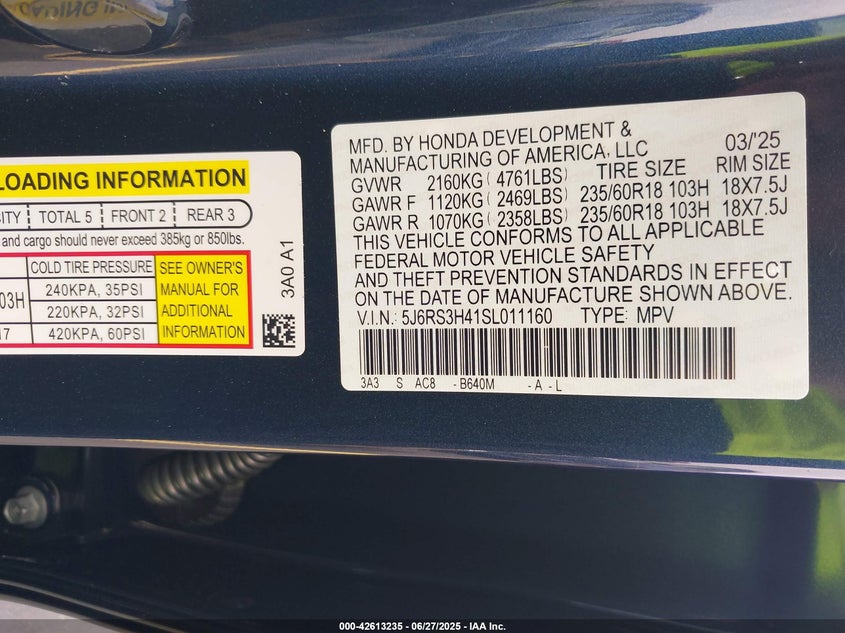 LOADING INFORMATION
TOTAL 5 FRONT 2 REAR 3
and cargo should never exceed 385kg or 850lbs.
COLD TIRE PRESSURE
240KPA, 35PSI
220KPA, 32PSI
420KPA, 60PSI
SEE OWNER'S
MANUAL FOR
ADDITIONAL
INFORMATION
3A0 A1
MFD. BY HONDA DEVELOPMENT &
MANUFACTURING OF AMERICA, LLC 03/'25
TIRE SIZE RIM SIZE
GVWR 2160KG ( 4761LBS)
GAWR F 1120KG ( 2469LBS) 235/60R18 103H 18X7.5J
GAWR R 1070KG ( 2358LBS) 235/60R18 103H 18X7.5J
THIS VEHICLE CONFORMS TO ALL APPLICABLE
FEDERAL MOTOR VEHICLE SAFETY
AND THEFT PREVENTION STANDARDS IN EFFECT
ON THE DATE OF MANUFACTURE SHOWN ABOVE.
V.I.N.: 5J6RS3H41SL011160 TYPE: MPV
3A3 S AC8 - B640M - A - L
000-42613235 - 06/27/2025 - IAA Inc.